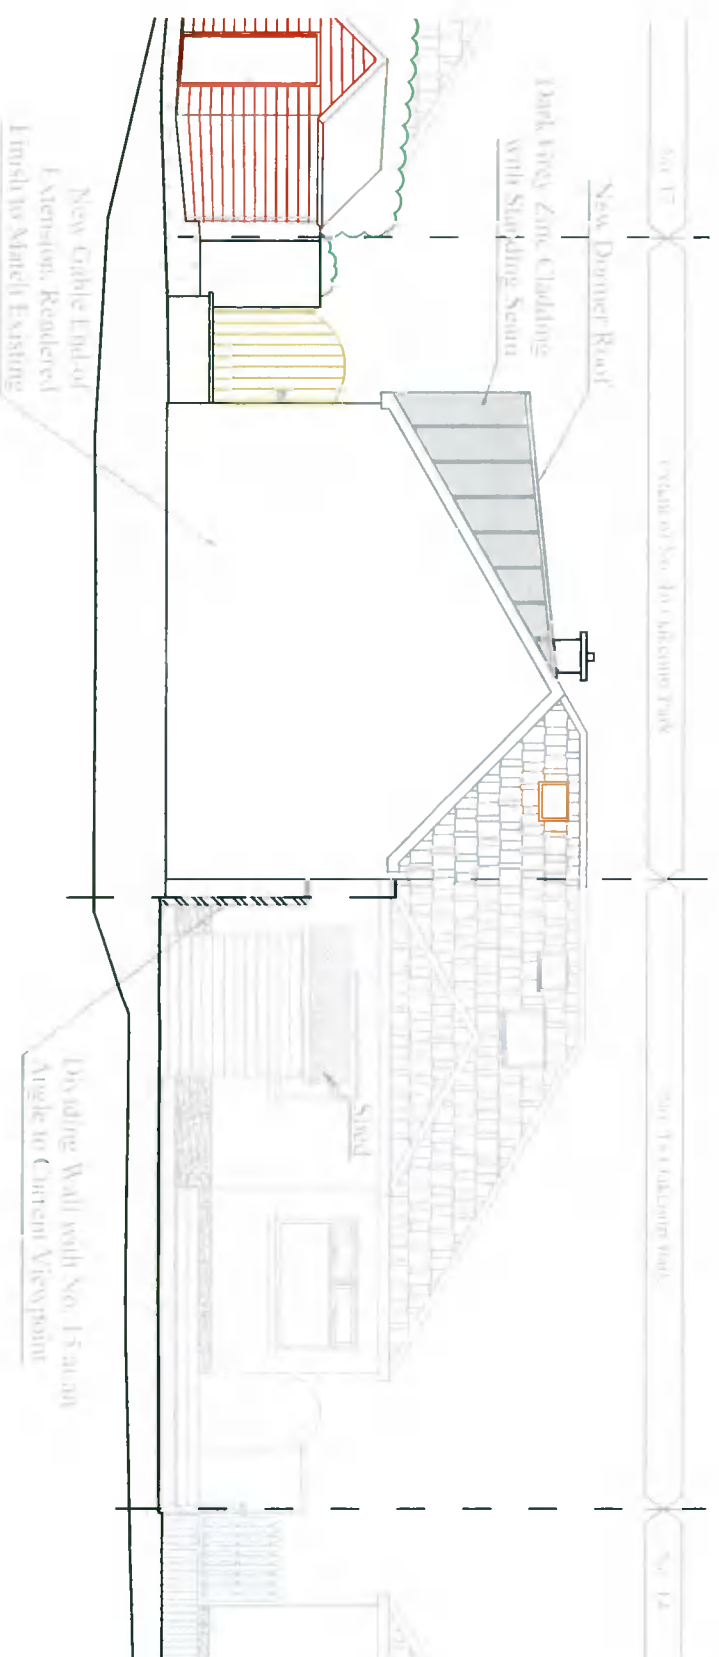 No. 17
No. 14
New Dormer Roof
Dark Grey Zinc Cladding
with Standing Seam
New Gable End of
Extension, Rendered
Finish to Match Existing
Shed
Dividing Wall with No. 15 at an
Angle to Current Viewpoint